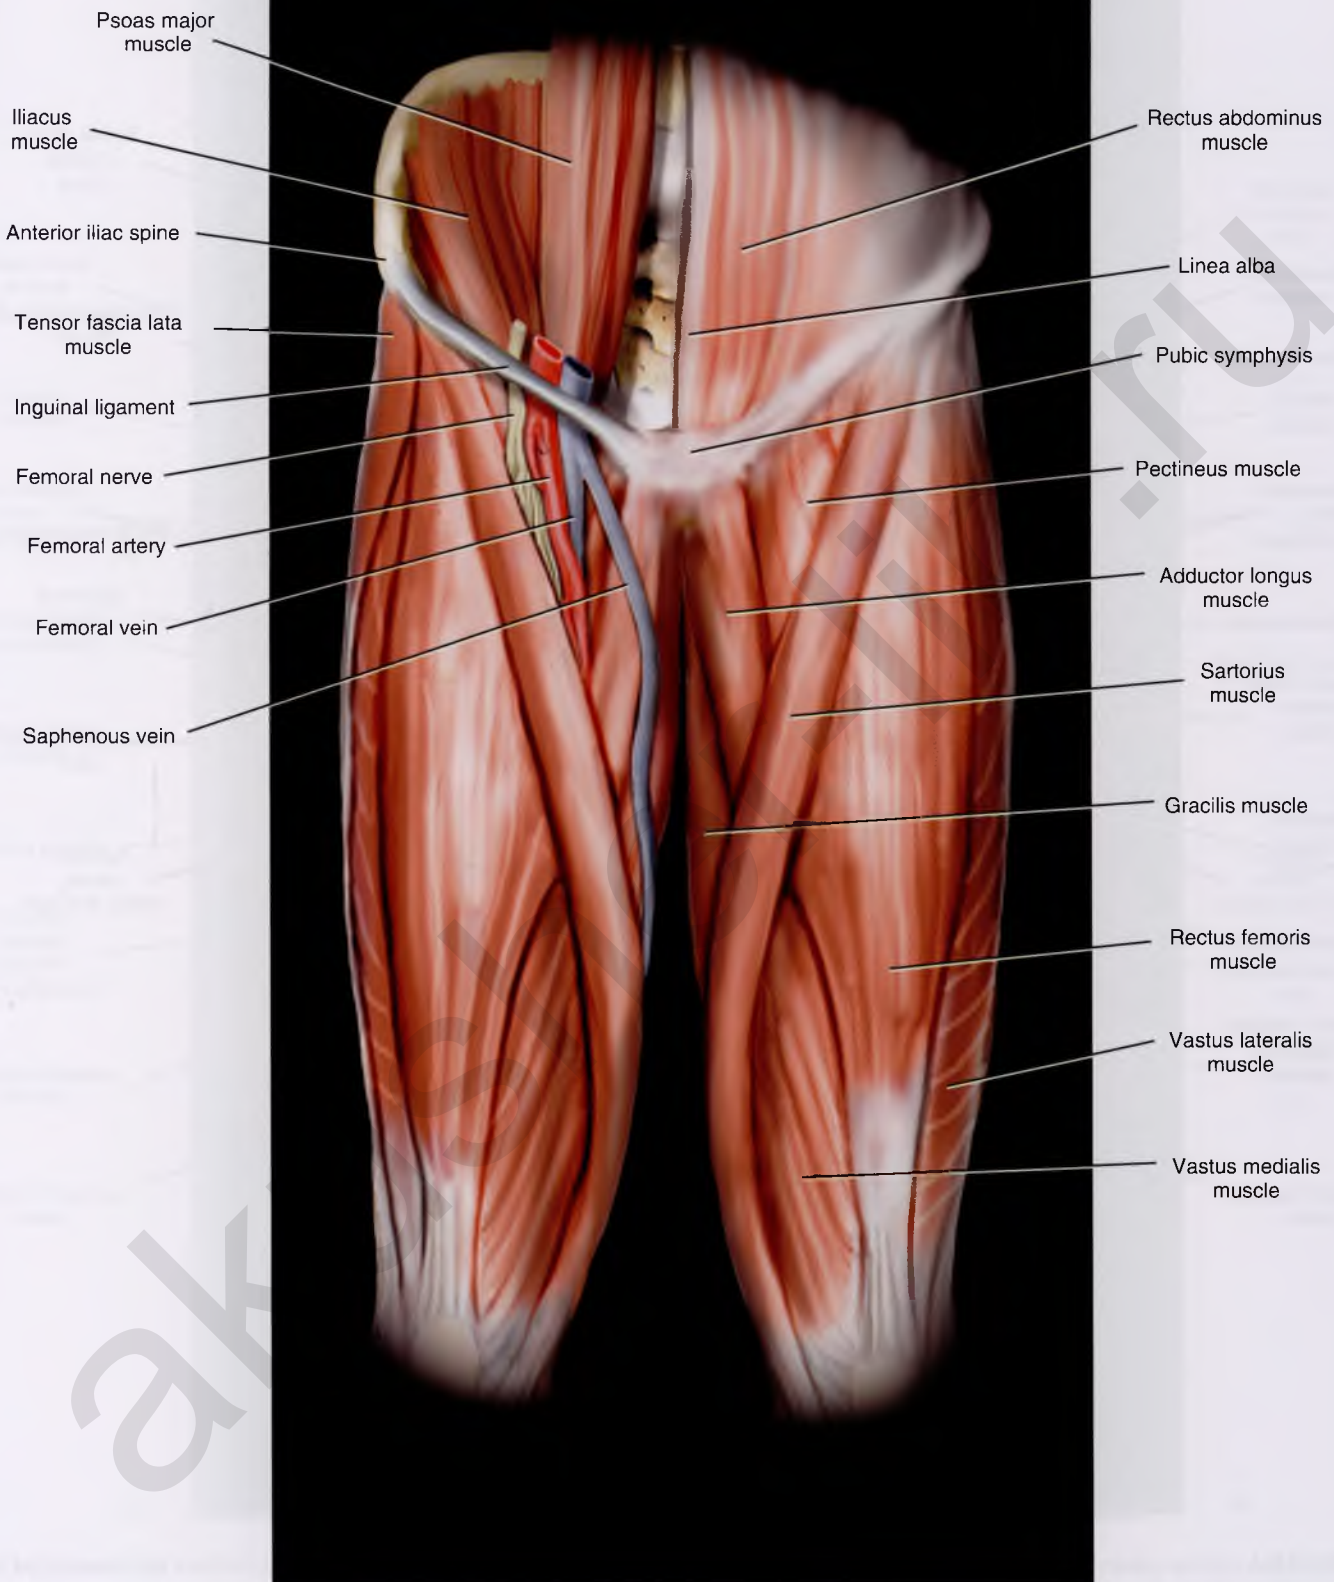 Psoas major
muscle
Iliacus
muscle
Anterior iliac spine
Tensor fascia lata
muscle
Inguinal ligament
Femoral nerve
Femoral artery
Femoral vein
Saphenous vein
Rectus abdominus
muscle
Linea alba
Pubic symphysis
Pectineus muscle
Adductor longus
muscle
Sartorius
muscle
Gracilis muscle
Rectus femoris
muscle
Vastus lateralis
muscle
Vastus medialis
muscle